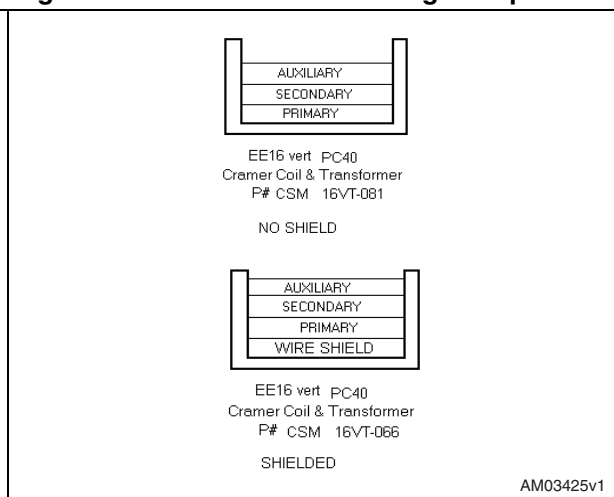 AUXILIARY
SECONDARY
PRIMARY
EE16 vert PC40
Cramer Coil & Transformer
P# CSM 16VT-081
NO SHIELD
AUXILIARY
SECONDARY
PRIMARY
WIRE SHIELD
EE16 vert PC40
Cramer Coil & Transformer
P# CSM 16VT-066
SHIELDED
AM03425v1